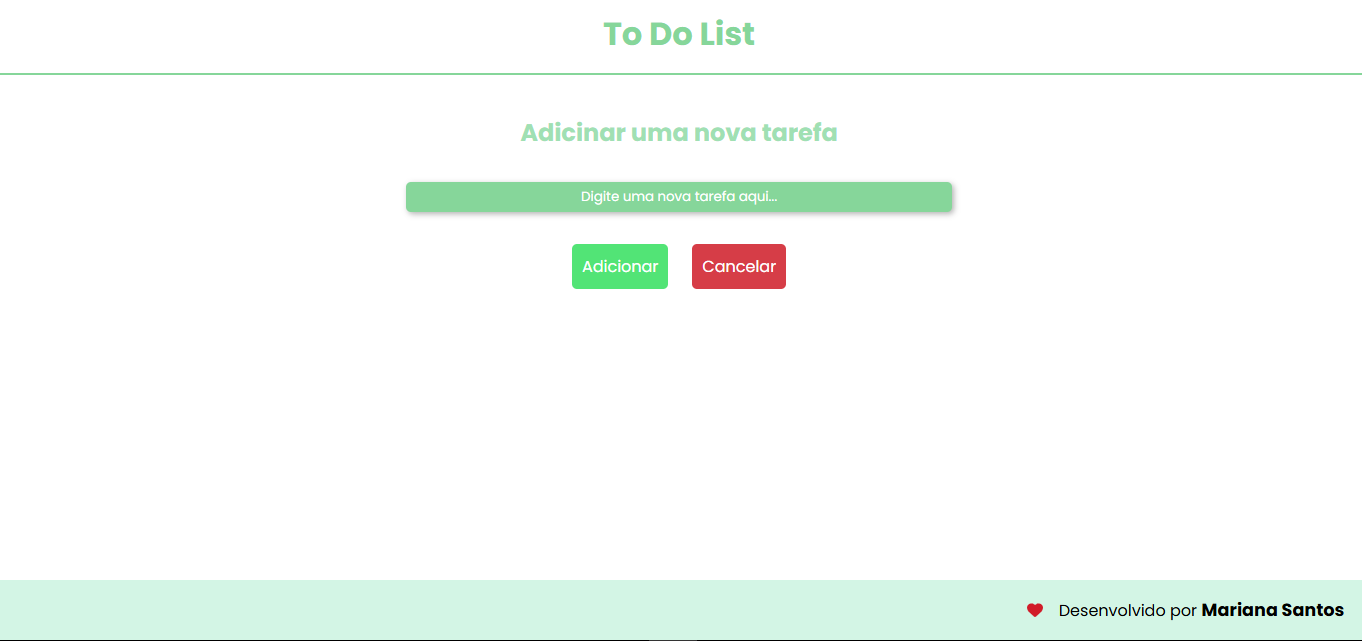 To Do List
Adicinar uma nova tarefa
Digite uma nova tarefa aqui...
Adicionar Cancelar
Desenvolvido por Mariana Santos